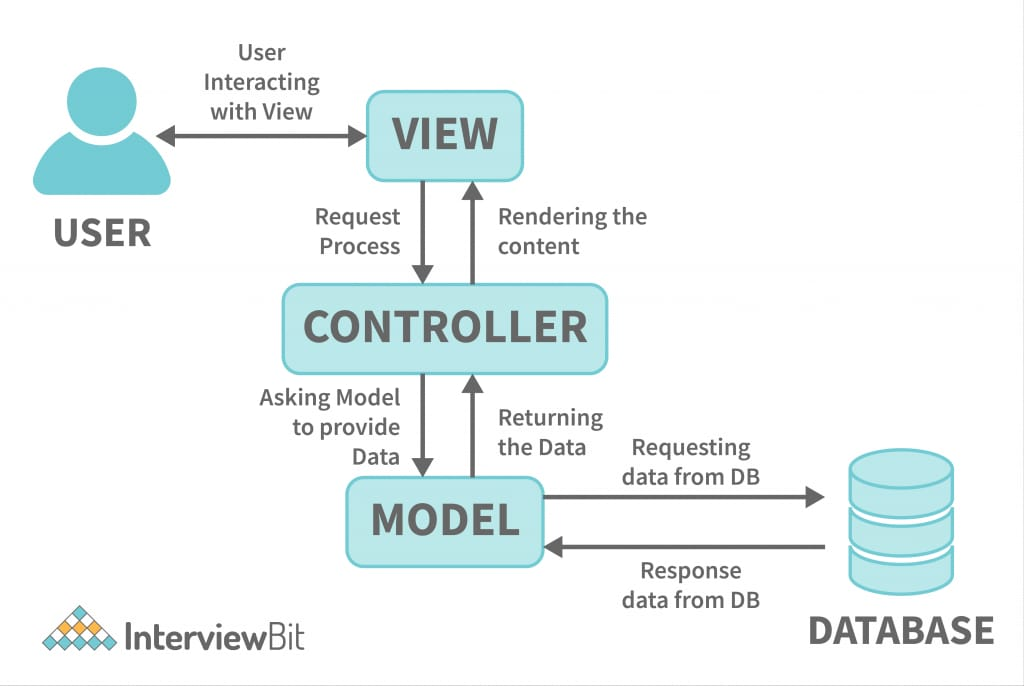 User
Interacting
with View
VIEW
USER
Request
Process
Rendering the
content
CONTROLLER
Asking Model
to provide
Data
Returning
the Data
Requesting
data from DB
MODEL
Response
data from DB
DATABASE
InterviewBit